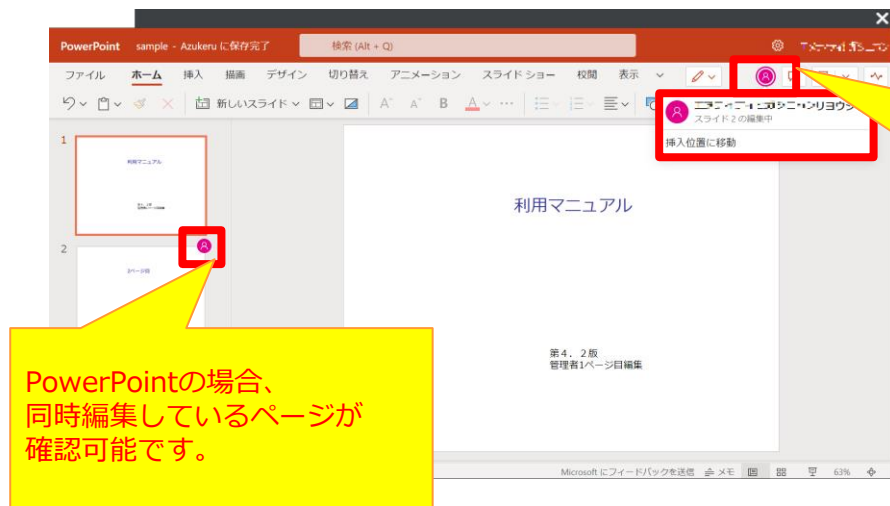 PowerPoint sample - Azukeru に保存完了 検索 (Alt + Q)
ファイル ホーム 挿入 描画 デザイン 切り替え アニメーション スライド ショー 校閲 表示
新しいスライド A^ A˅ B A ···
スライド 2 の編集中
挿入位置に移動
1
利用マニュアル
2
2ページ目
利用マニュアル
第4．2版
管理者1ページ目編集
PowerPointの場合、
同時編集しているページが
確認可能です。
Microsoft にフィードバックを送信 メモ 63%